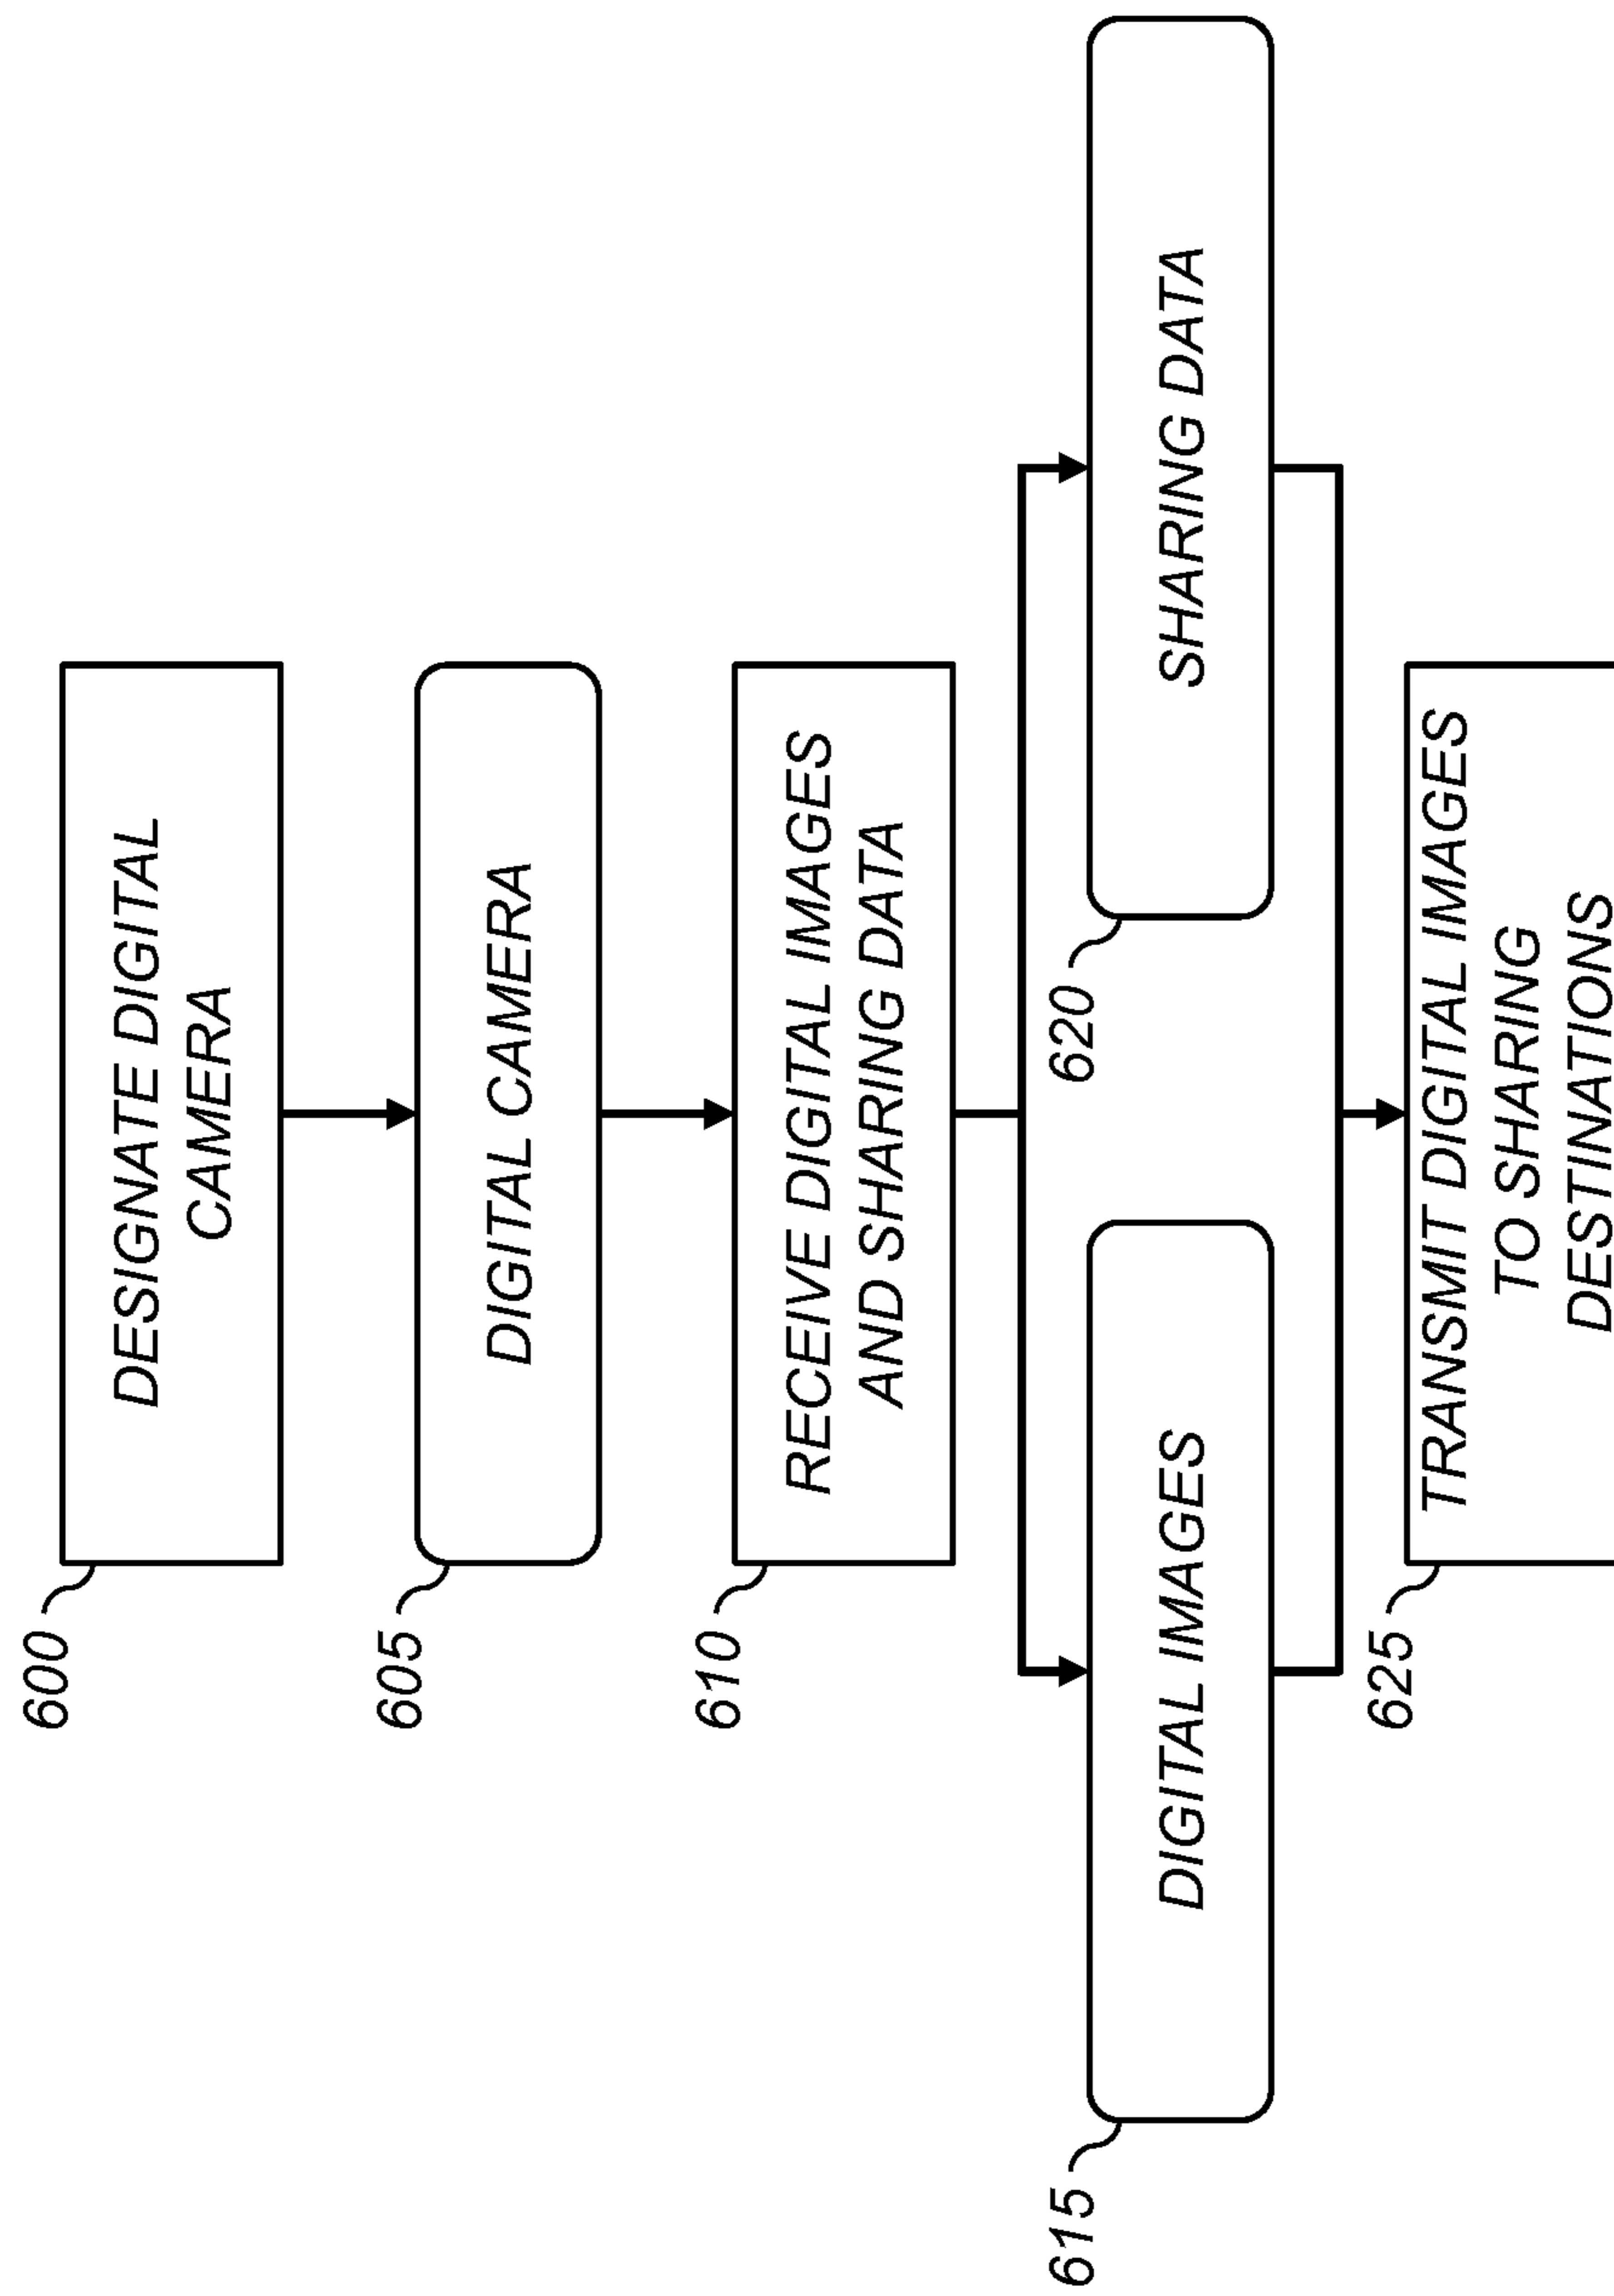 600
DESIGNATE DIGITAL
CAMERA
605
DIGITAL CAMERA
610
RECEIVE DIGITAL IMAGES
AND SHARING DATA
615
DIGITAL IMAGES
620
SHARING DATA
625
TRANSMIT DIGITAL IMAGES
TO SHARING
DESTINATIONS